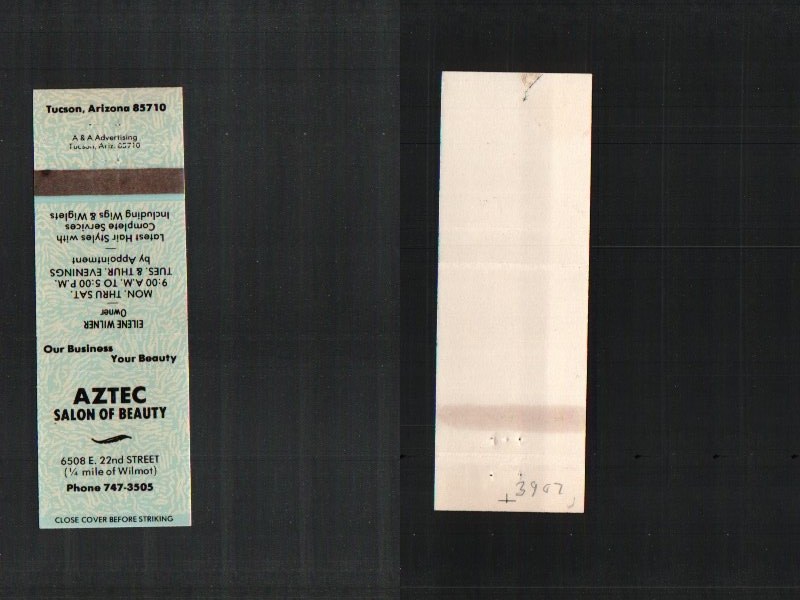 Tucson, Arizona 85710
A & A Advertising
Tucson, Ariz. 85710
Latest Hair Styles with
Complete Services
Including Wigs & Wiglets
by Appointment
TUES. & THUR. EVENINGS
9:00 A.M. TO 5:00 P.M.
MON. THRU SAT.
Owner
EILENE WILNER
Our Business
Your Beauty
AZTEC
SALON OF BEAUTY
6508 E. 22nd STREET
(¼ mile of Wilmot)
Phone 747-3505
CLOSE COVER BEFORE STRIKING